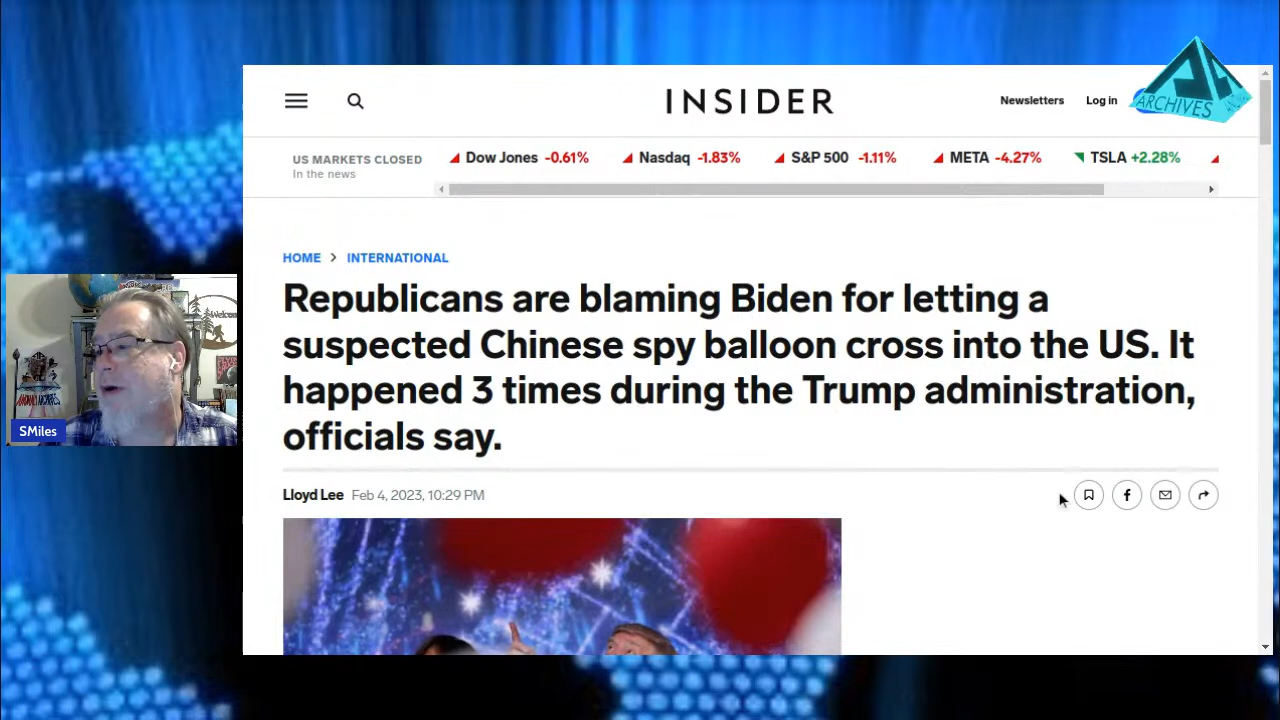 INSIDER
Newsletters
Log in
ARCHIVES
US MARKETS CLOSED
In the news
Dow Jones -0.61%
Nasdaq -1.83%
S&P 500 -1.11%
META -4.27%
TSLA +2.28%
HOME > INTERNATIONAL
Republicans are blaming Biden for letting a
suspected Chinese spy balloon cross into the US. It
happened 3 times during the Trump administration,
officials say.
Lloyd Lee Feb 4, 2023, 10:29 PM
Welcome
SMiles